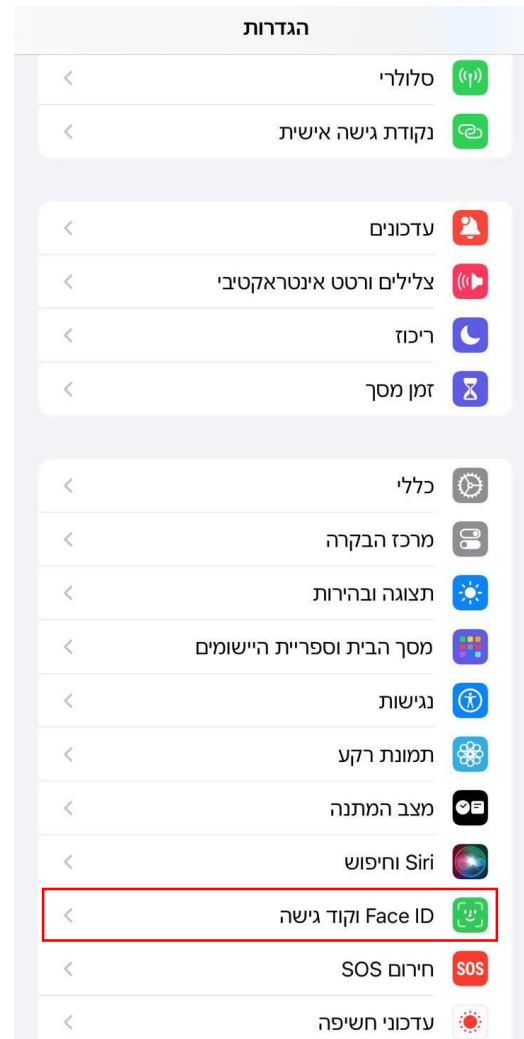 הגדרות
סלולרי
נקודת גישה אישית
עדכונים
צלילים ורטט אינטראקטיבי
ריכוז
זמן מסך
כללי
מרכז הבקרה
תצוגה ובהירות
מסך הבית וספריית היישומים
נגישות
תמונת רקע
מצב המתנה
Siri וחיפוש
Face ID וקוד גישה
SOS חירום SOS
עדכוני חשיפה